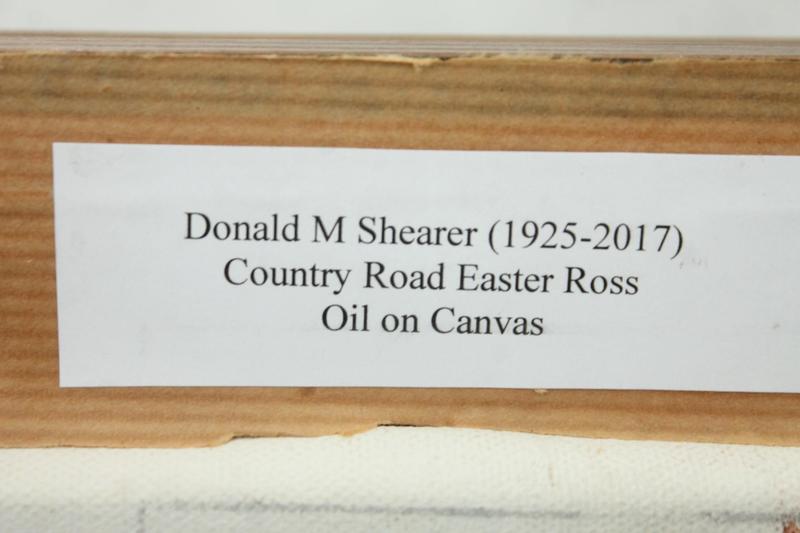 Donald M Shearer (1925-2017)
Country Road Easter Ross
Oil on Canvas